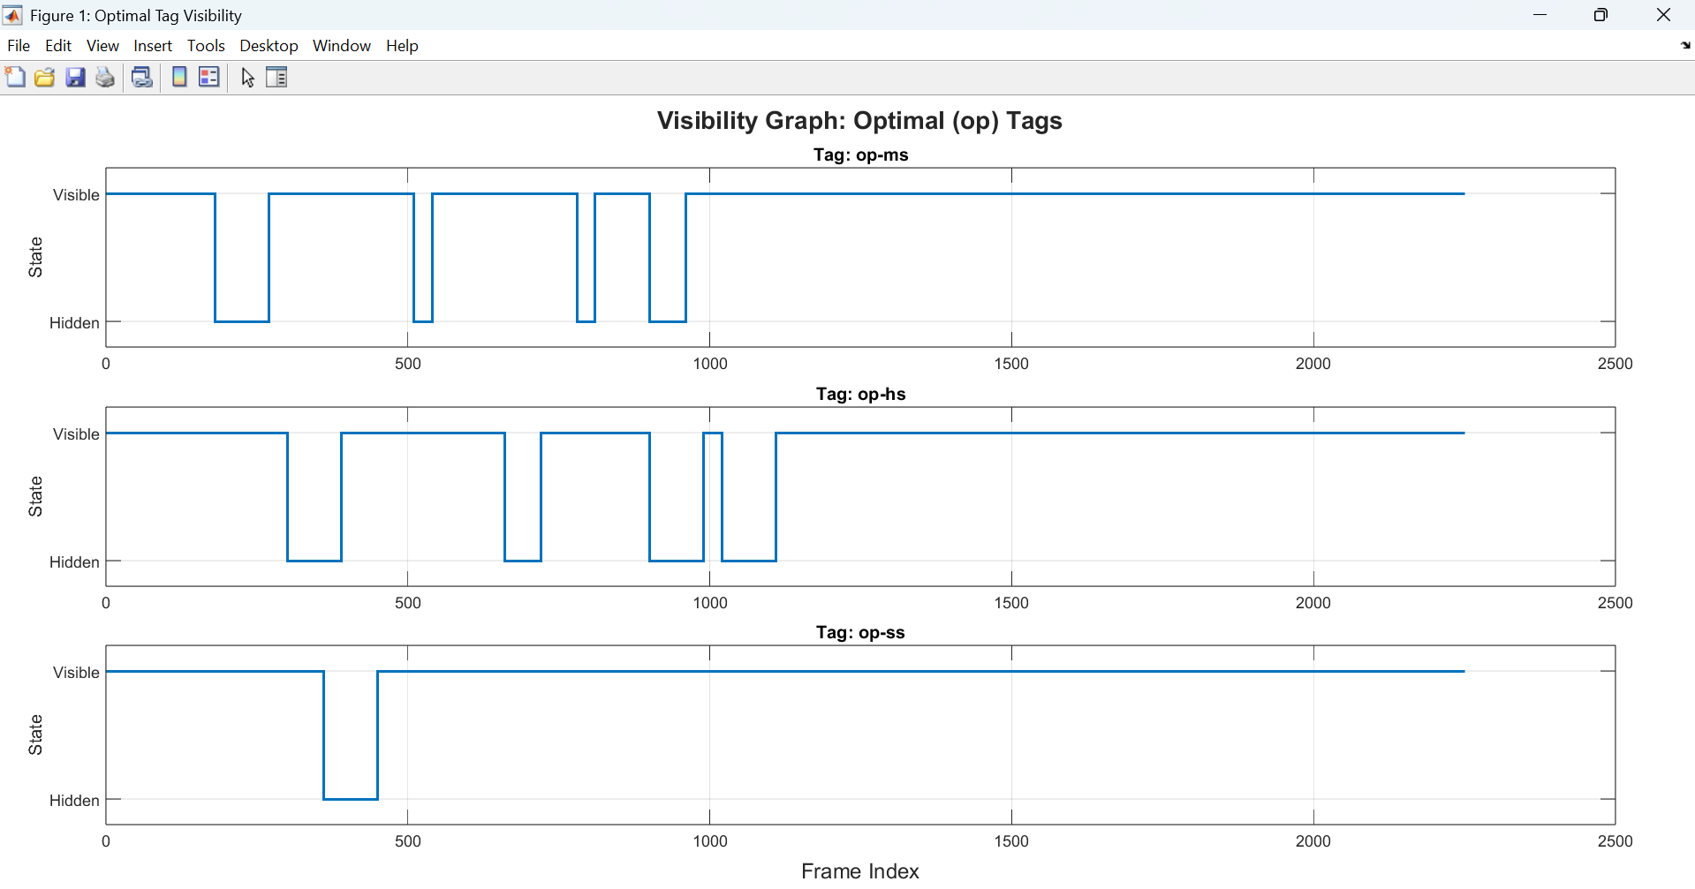 Figure 1: Optimal Tag Visibility
File Edit View Insert Tools Desktop Window Help
Visibility Graph: Optimal (op) Tags
Tag: op-ms
Visible
State
Hidden
0 500 1000 1500 2000 2500
Tag: op-hs
Visible
State
Hidden
0 500 1000 1500 2000 2500
Tag: op-ss
Visible
State
Hidden
0 500 1000 1500 2000 2500
Frame Index